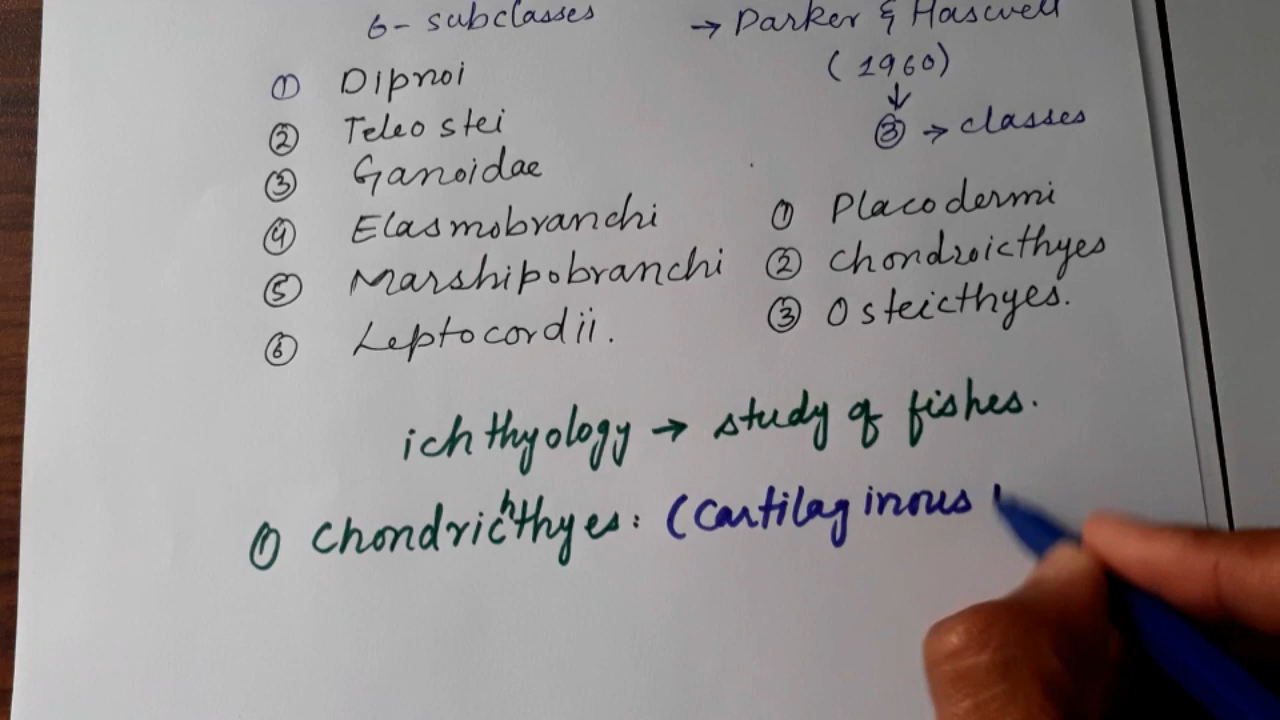 6- subclasses
① Dipnoi
② Teleostei
③ Ganoidae
④ Elasmobranchi
⑤ Marshipobranchi
⑥ Leptocordii.
→ Parker & Haswell
(1960)
↓
③ → classes
① Placodermi
② Chondroicthyes
③ Osteicthyes.
ichthyology → study of fishes.
① Chondrichthyes: (Cartilaginous